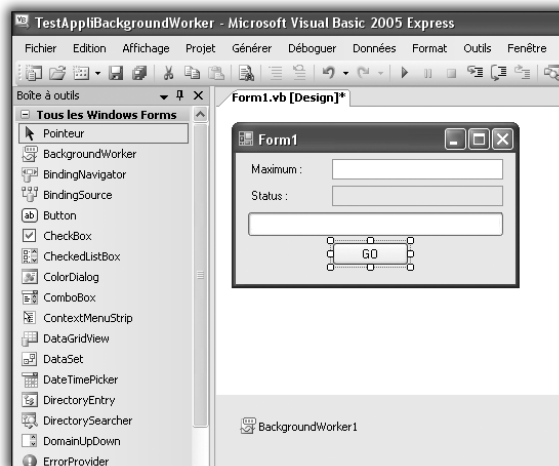 TestAppliBackgroundWorker - Microsoft Visual Basic 2005 Express
Fichier Edition Affichage Projet Générer Déboguer Données Format Outils Fenêtre
Boîte à outils
Form1.vb [Design]*
Tous les Windows Forms
Pointeur
BackgroundWorker
BindingNavigator
BindingSource
ab Button
CheckBox
CheckedListBox
ColorDialog
ComboBox
ContextMenuStrip
DataGridView
DataSet
DateTimePicker
DirectoryEntry
DirectorySearcher
DomainUpDown
ErrorProvider
Form1
Maximum :
Status :
GO
BackgroundWorker1